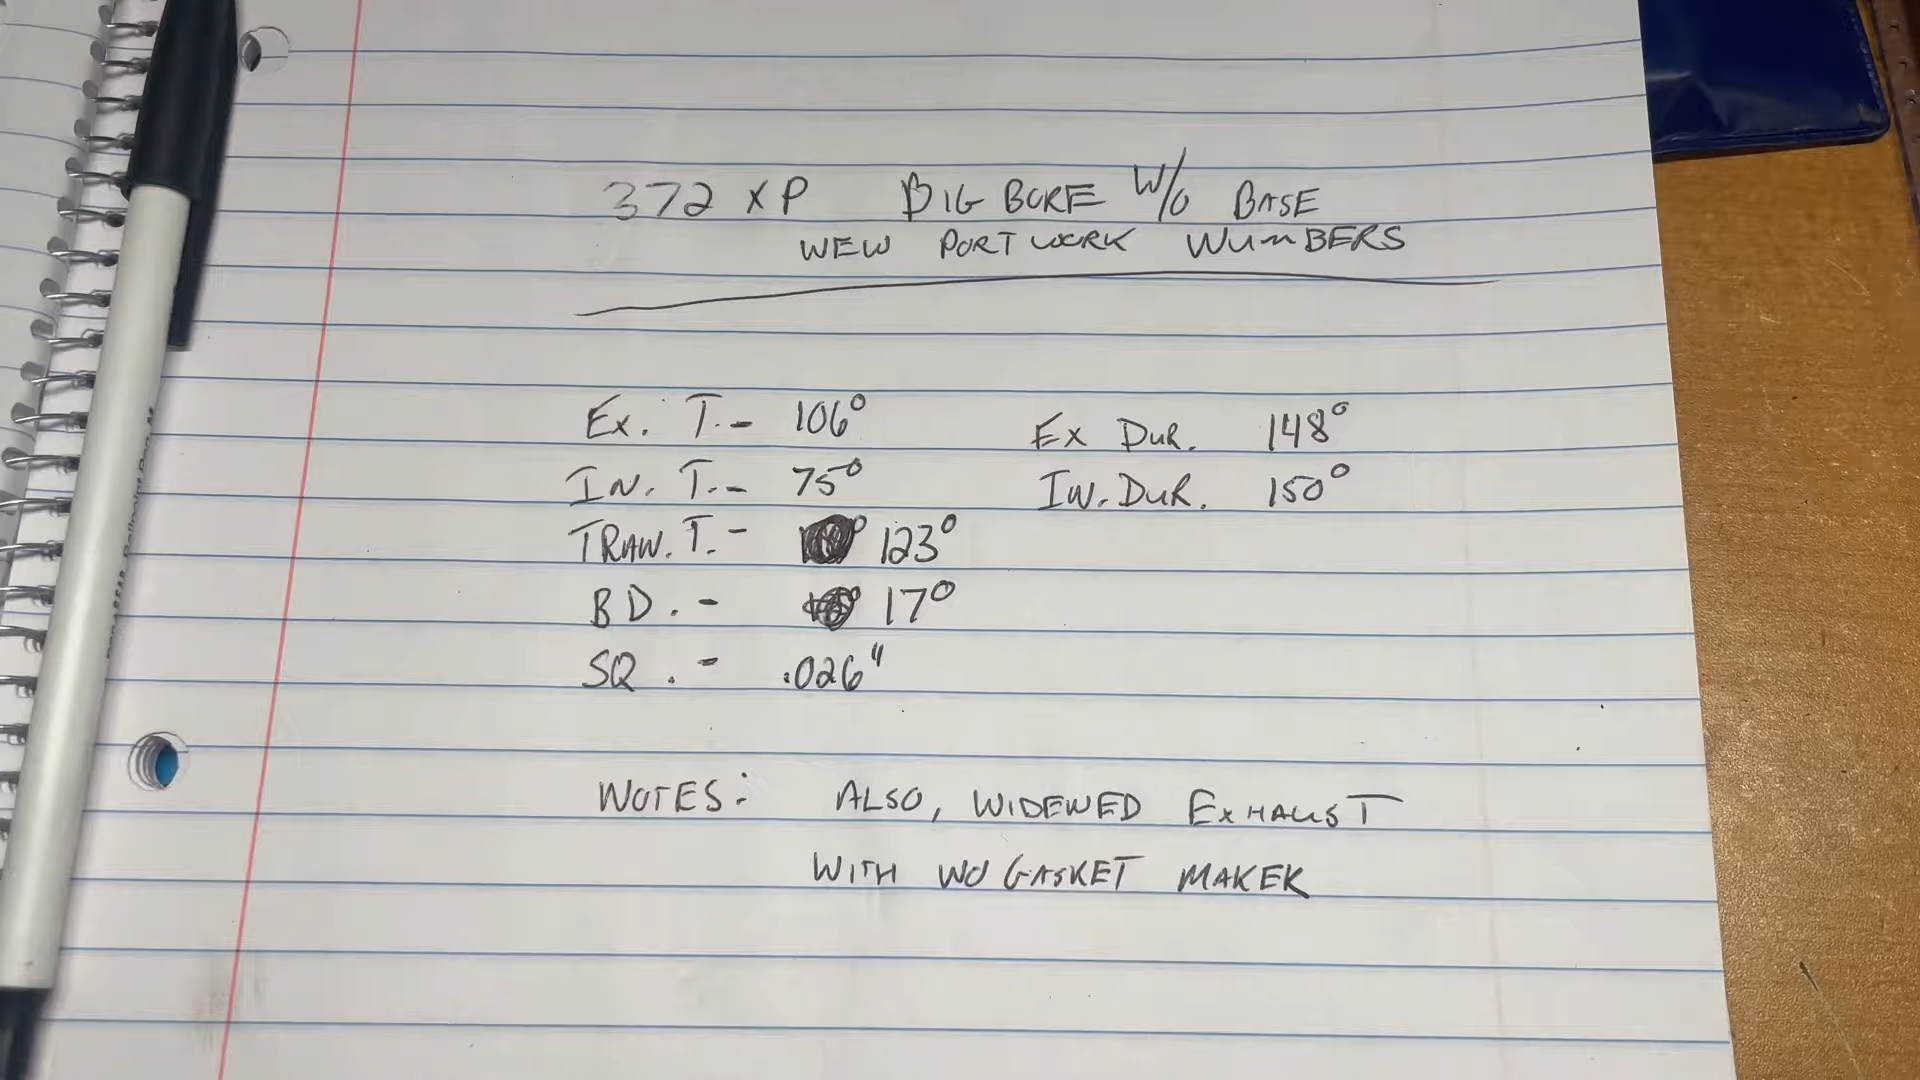 372 XP BIG BORE W/O BASE
NEW PORT WORK NUMBERS
Ex. T. - 106° Ex DUR. 148°
IN. T. - 75° IN. DUR. 150°
TRAN. T. - 123°
BD. - 17°
SQ. - .026"
NOTES: ALSO, WIDENED EXHAUST
WITH NO GASKET MAKER